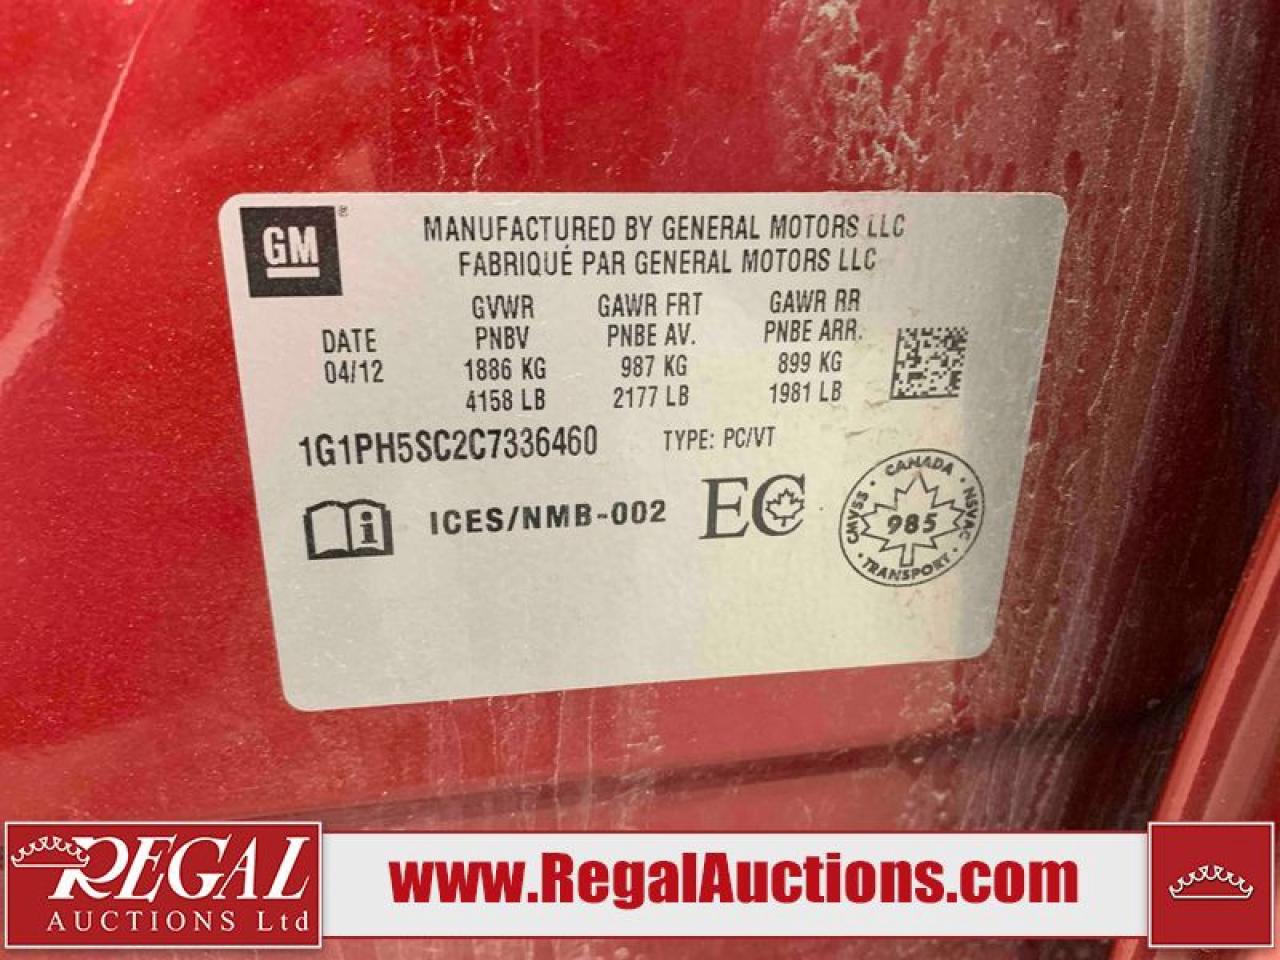 GM ®
MANUFACTURED BY GENERAL MOTORS LLC
FABRIQUÉ PAR GENERAL MOTORS LLC
GVWR GAWR FRT GAWR RR
DATE PNBV PNBE AV. PNBE ARR.
04/12 1886 KG 987 KG 899 KG
4158 LB 2177 LB 1981 LB
1G1PH5SC2C7336460 TYPE: PC/VT
i ICES/NMB-002 EC
CANADA
CMVSS 985 NSVAC
TRANSPORT
REGAL
AUCTIONS Ltd
www.RegalAuctions.com